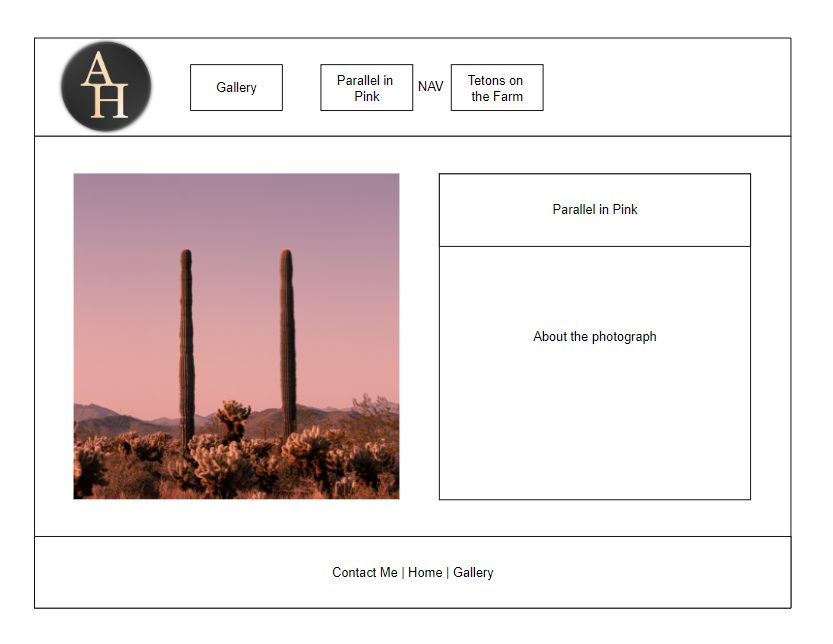 AH
Gallery
Parallel in
Pink
NAV
Tetons on
the Farm
Parallel in Pink
About the photograph
Contact Me | Home | Gallery